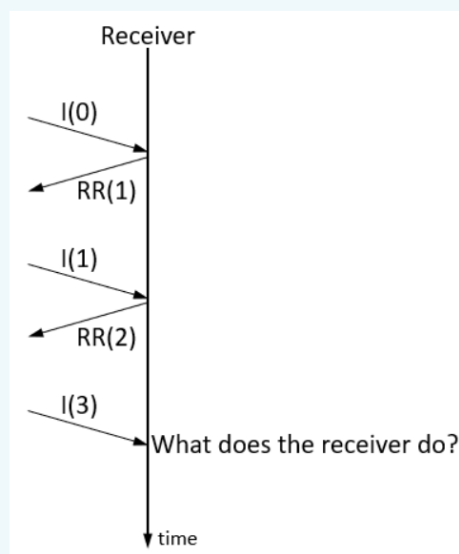 Receiver
I(0)
RR(1)
I(1)
RR(2)
I(3)
What does the receiver do?
time